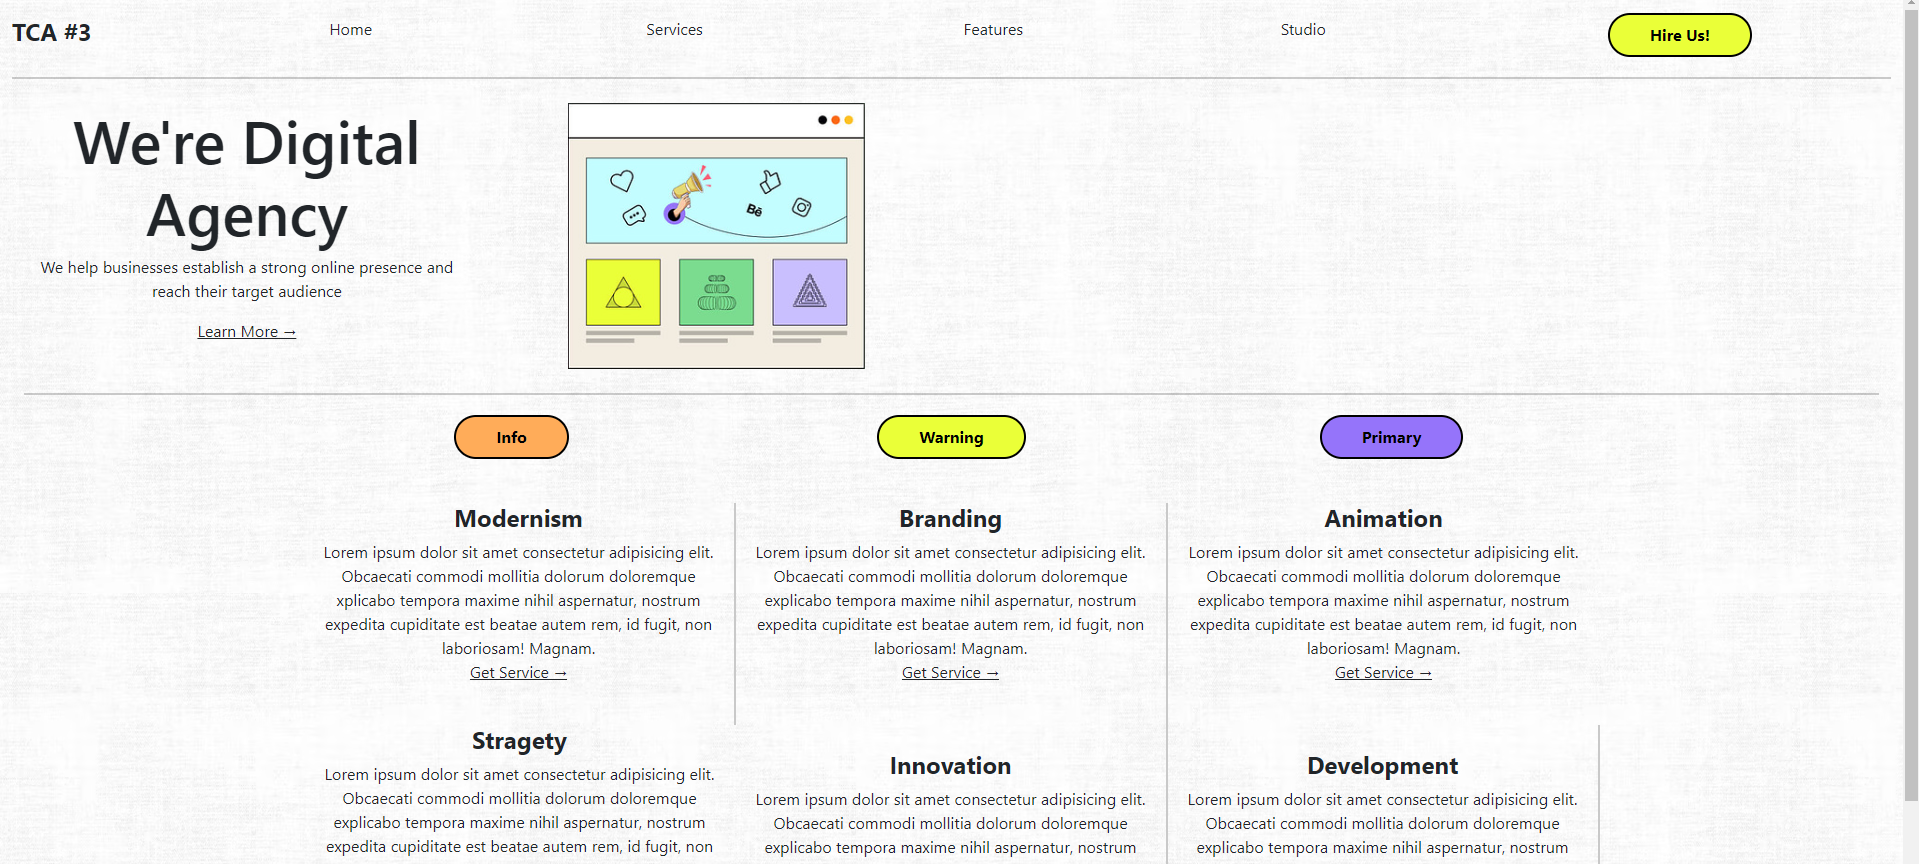 TCA #3
Home
Services
Features
Studio
Hire Us!
We're Digital
Agency
We help businesses establish a strong online presence and
reach their target audience
Learn More →
Bē
Info
Warning
Primary
Modernism
Lorem ipsum dolor sit amet consectetur adipisicing elit.
Obcaecati commodi mollitia dolorum doloremque
xplicabo tempora maxime nihil aspernatur, nostrum
expedita cupiditate est beatae autem rem, id fugit, non
laboriosam! Magnam.
Get Service →
Branding
Lorem ipsum dolor sit amet consectetur adipisicing elit.
Obcaecati commodi mollitia dolorum doloremque
explicabo tempora maxime nihil aspernatur, nostrum
expedita cupiditate est beatae autem rem, id fugit, non
laboriosam! Magnam.
Get Service →
Animation
Lorem ipsum dolor sit amet consectetur adipisicing elit.
Obcaecati commodi mollitia dolorum doloremque
explicabo tempora maxime nihil aspernatur, nostrum
expedita cupiditate est beatae autem rem, id fugit, non
laboriosam! Magnam.
Get Service →
Stragety
Lorem ipsum dolor sit amet consectetur adipisicing elit.
Obcaecati commodi mollitia dolorum doloremque
explicabo tempora maxime nihil aspernatur, nostrum
expedita cupiditate est beatae autem rem, id fugit, non
Innovation
Lorem ipsum dolor sit amet consectetur adipisicing elit.
Obcaecati commodi mollitia dolorum doloremque
explicabo tempora maxime nihil aspernatur, nostrum
Development
Lorem ipsum dolor sit amet consectetur adipisicing elit.
Obcaecati commodi mollitia dolorum doloremque
explicabo tempora maxime nihil aspernatur, nostrum